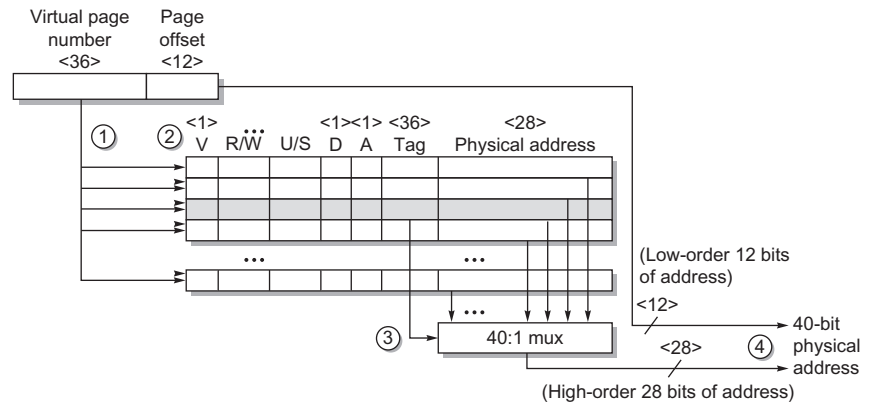 Virtual page number <36>
Page offset <12>
1
2
<1> ... <1><1> <36> <28>
V R/W U/S D A Tag Physical address
... ...
(Low-order 12 bits of address)
...
<12>
3
40:1 mux
<28>
4
40-bit physical address
(High-order 28 bits of address)